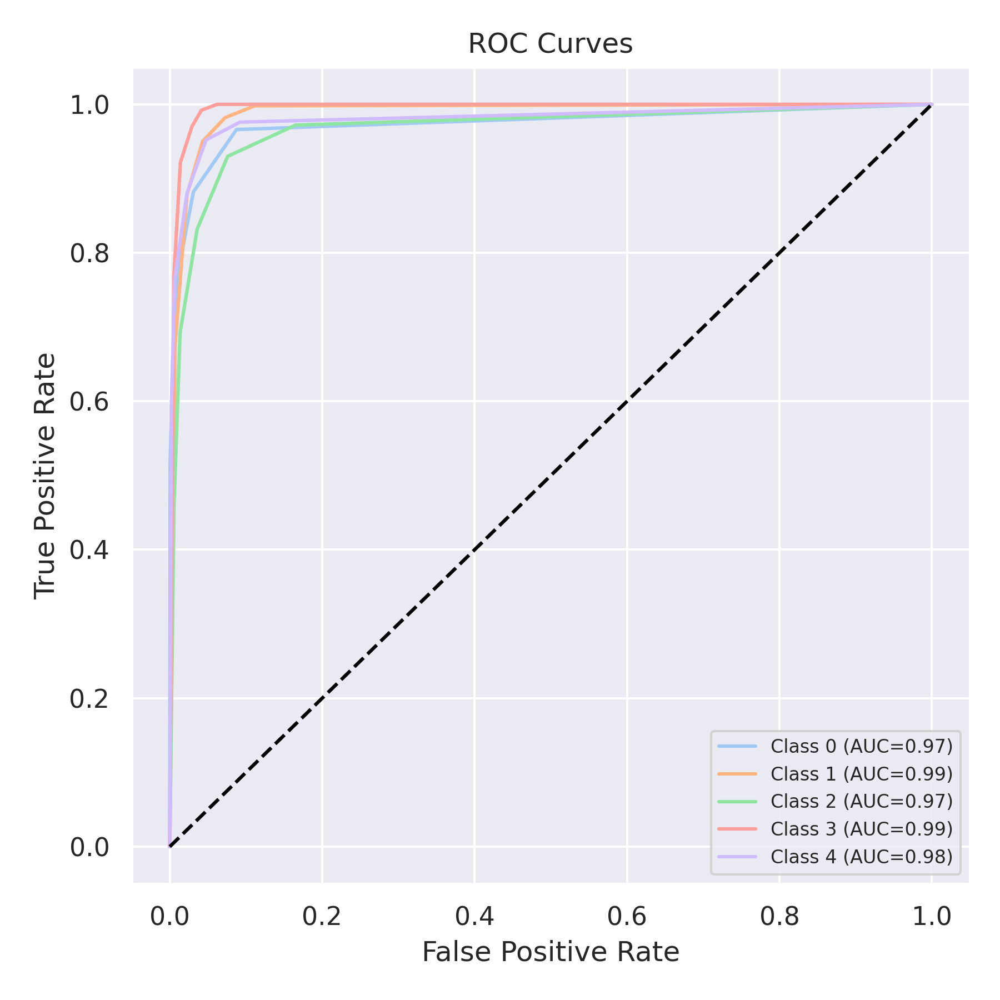 ROC Curves
1.0
0.8
0.6
0.4
0.2
0.0
True Positive Rate
Class 0 (AUC=0.97)
Class 1 (AUC=0.99)
Class 2 (AUC=0.97)
Class 3 (AUC=0.99)
Class 4 (AUC=0.98)
0.0 0.2 0.4 0.6 0.8 1.0
False Positive Rate